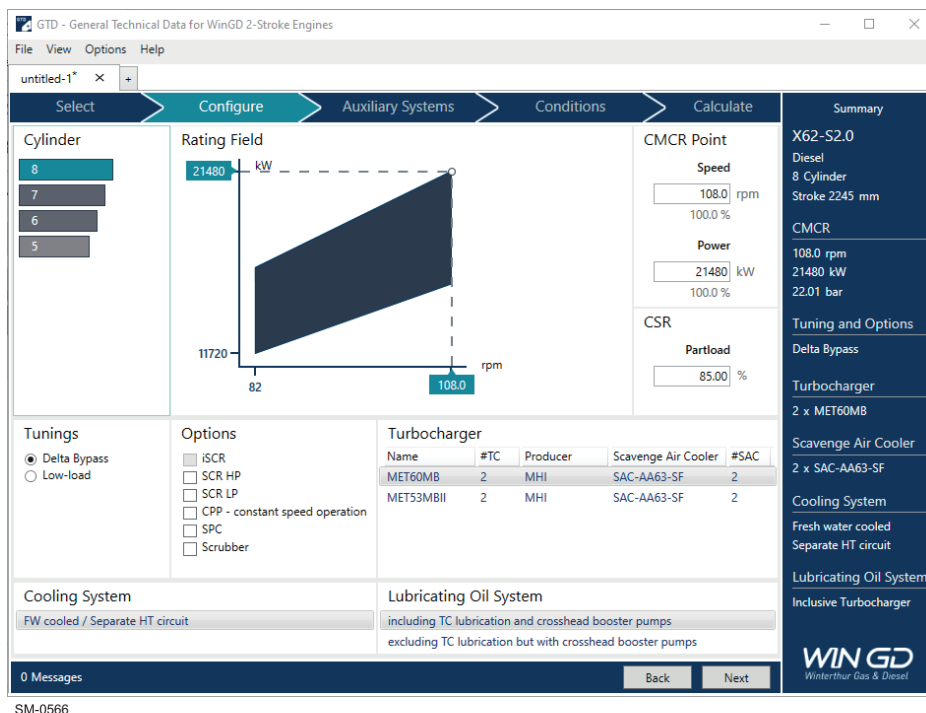 GTD - General Technical Data for WinGD 2-Stroke Engines
File View Options Help
untitled-1* × +
Select Configure Auxiliary Systems Conditions Calculate
Cylinder
8
7
6
5
Rating Field
21480 kW
11720
82 108.0 rpm
CMCR Point
Speed
108.0 rpm
100.0 %
Power
21480 kW
100.0 %
CSR
Partload
85.00 %
Tunings
Delta Bypass
Low-load
Options
iSCR
SCR HP
SCR LP
CPP - constant speed operation
SPC
Scrubber
Turbocharger
Name #TC Producer Scavenge Air Cooler #SAC
MET60MB 2 MHI SAC-AA63-SF 2
MET53MBII 2 MHI SAC-AA63-SF 2
Cooling System
FW cooled / Separate HT circuit
Lubricating Oil System
including TC lubrication and crosshead booster pumps
excluding TC lubrication but with crosshead booster pumps
Summary
X62-S2.0
Diesel
8 Cylinder
Stroke 2245 mm
CMCR
108.0 rpm
21480 kW
22.01 bar
Tuning and Options
Delta Bypass
Turbocharger
2 x MET60MB
Scavenge Air Cooler
2 x SAC-AA63-SF
Cooling System
Fresh water cooled
Separate HT circuit
Lubricating Oil System
Inclusive Turbocharger
WIN GD
Winterthur Gas & Diesel
0 Messages
Back Next
SM-0566